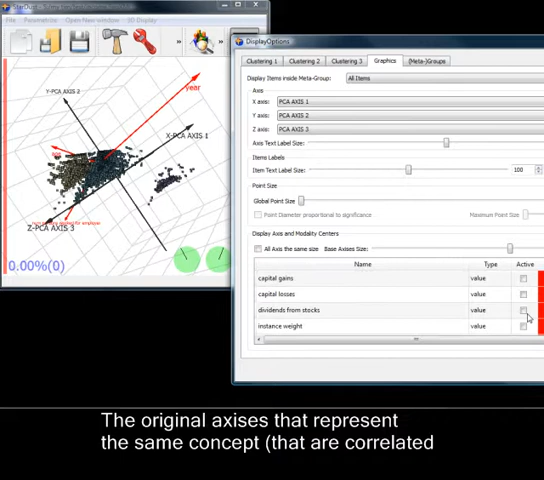 StarDust
File
Open New window
3D Display
»
»
Y-PCA AXIS 2
year
X-PCA AXIS 1
age
Z-PCA AXIS 3
0.00%(0)
DisplayOptions
Clustering 1
Clustering 2
Clustering 3
Graphics
(Meta-)Groups
Display Items inside Meta-Group:
All Items
Axis
X axis:
PCA AXIS 1
Y axis:
PCA AXIS 2
Z axis:
PCA AXIS 3
Axis Text Label Size:
Items Labels
Item Text Label Size:
100
Point Size
Global Point Size:
Point Diameter proportional to significance
Maximum Point Size:
Display Axis and Modality Centers
All Axis the same size
Base Axises Size:
Name
Type
Active
capital gains
value
capital losses
value
dividends from stocks
value
instance weight
value
The original axises that represent
the same concept (that are correlated